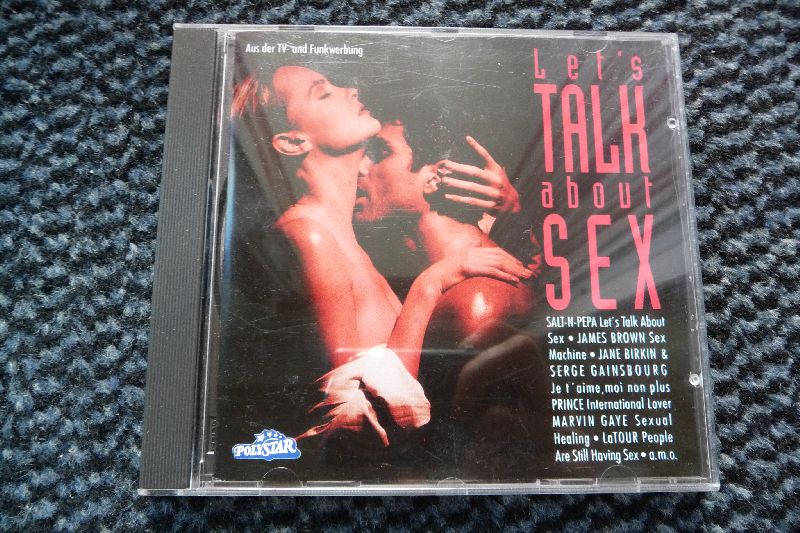 Aus der TV- und Funkwerbung
Let's
TALK
about
SEX
SALT-N-PEPA Let's Talk About
Sex • JAMES BROWN Sex
Machine • JANE BIRKIN &
SERGE GAINSBOURG
Je t'aime,moi non plus
PRINCE International Lover
MARVIN GAYE Sexual
Healing • LaTOUR People
Are Still Having Sex • a.m.o.
POLYSTAR